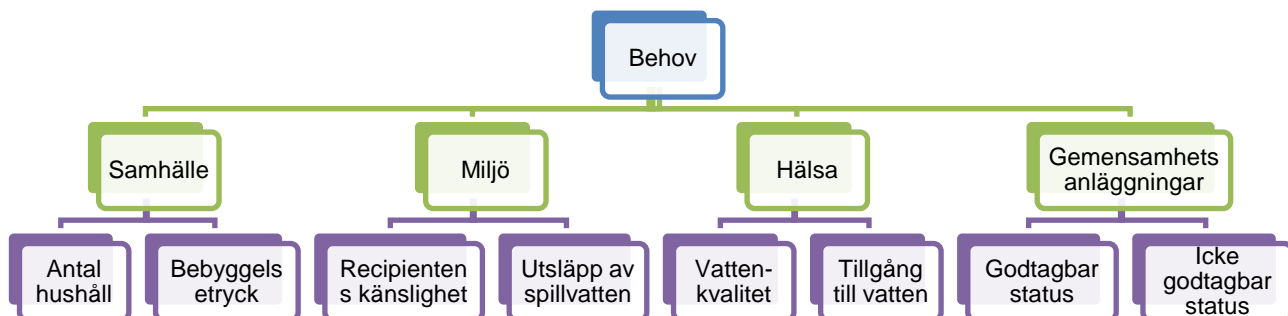 Behov
Samhälle
Miljö
Hälsa
Gemensamhets
anläggningar
Antal
hushåll
Bebyggels
etryck
Recipienten
s känslighet
Utsläpp av
spillvatten
Vatten-
kvalitet
Tillgång
till vatten
Godtagbar
status
Icke
godtagbar
status